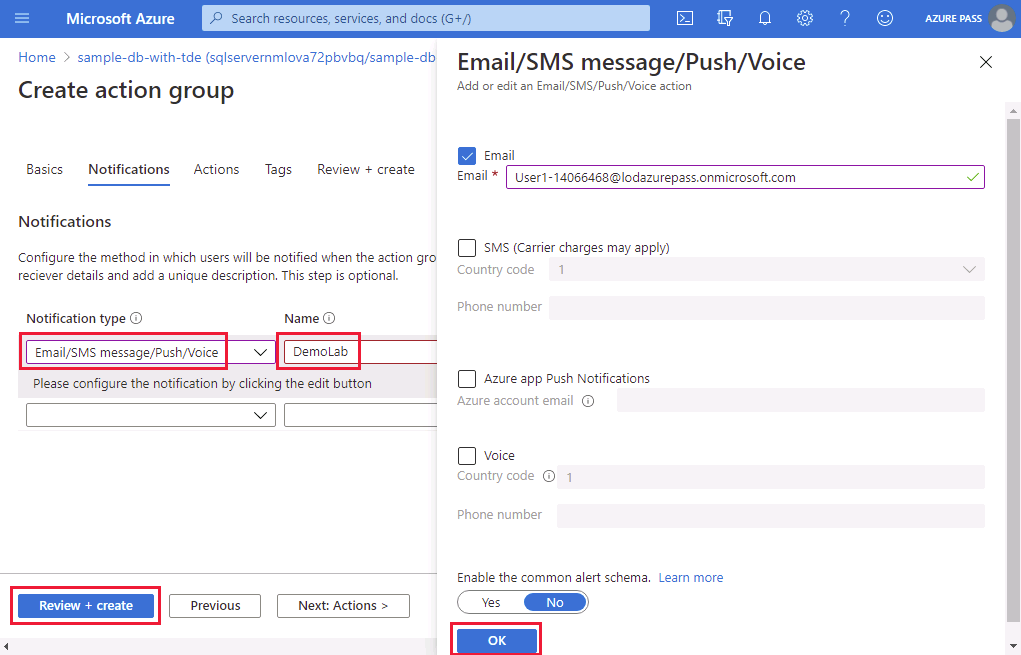 Microsoft Azure
Search resources, services, and docs (G+/)
AZURE PASS
Home > sample-db-with-tde (sqlservernmlova72pbvbq/sample-db
Create action group
Basics Notifications Actions Tags Review + create
Notifications
Configure the method in which users will be notified when the action gro
reciever details and add a unique description. This step is optional.
Notification type
Name
Email/SMS message/Push/Voice
DemoLab
Please configure the notification by clicking the edit button
Review + create
Previous
Next: Actions >
Email/SMS message/Push/Voice
Add or edit an Email/SMS/Push/Voice action
Email
Email *
User1-14066468@lodazurepass.onmicrosoft.com
SMS (Carrier charges may apply)
Country code
1
Phone number
Azure app Push Notifications
Azure account email
Voice
Country code
1
Phone number
Enable the common alert schema. Learn more
Yes No
OK